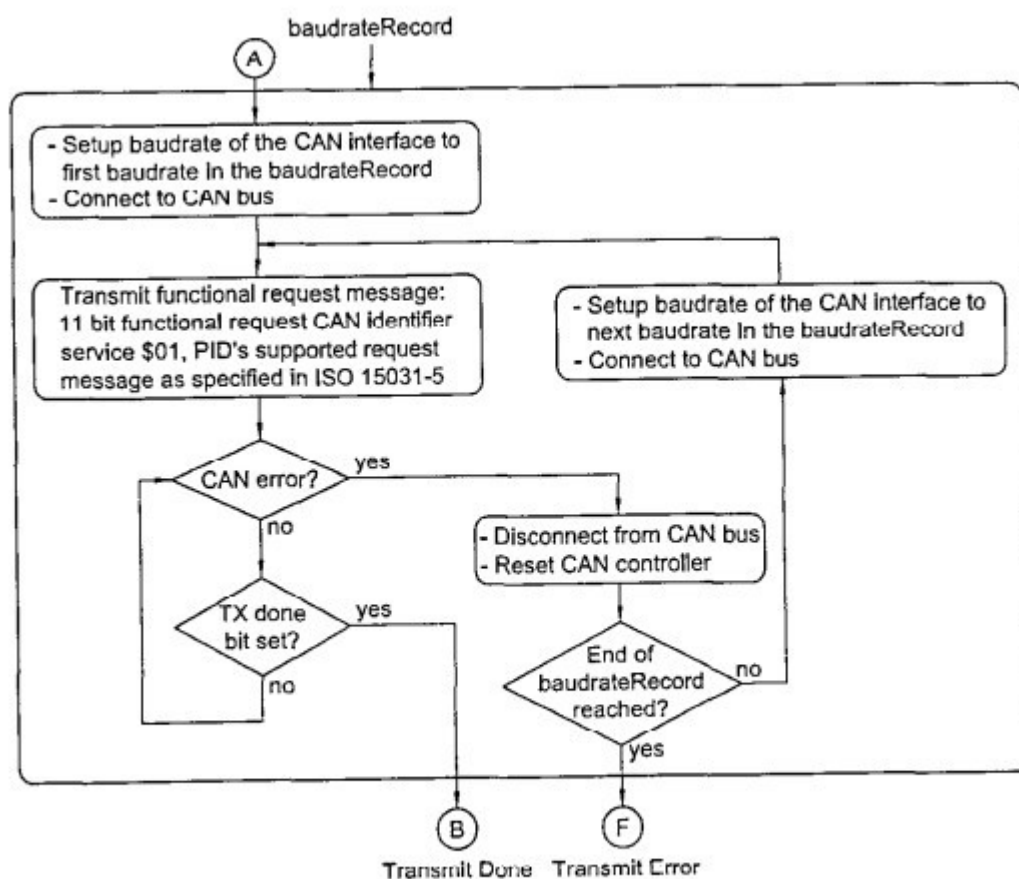 baudrateRecord
A
- Setup baudrate of the CAN interface to
first baudrate in the baudrateRecord
- Connect to CAN bus
Transmit functional request message:
11 bit functional request CAN identifier
service $01, PID's supported request
message as specified in ISO 15031-5
- Setup baudrate of the CAN interface to
next baudrate in the baudrateRecord
- Connect to CAN bus
CAN error?
yes
no
- Disconnect from CAN bus
- Reset CAN controller
TX done
bit set?
yes
no
End of
baudrateRecord
reached?
no
yes
B
F
Transmit Done
Transmit Error